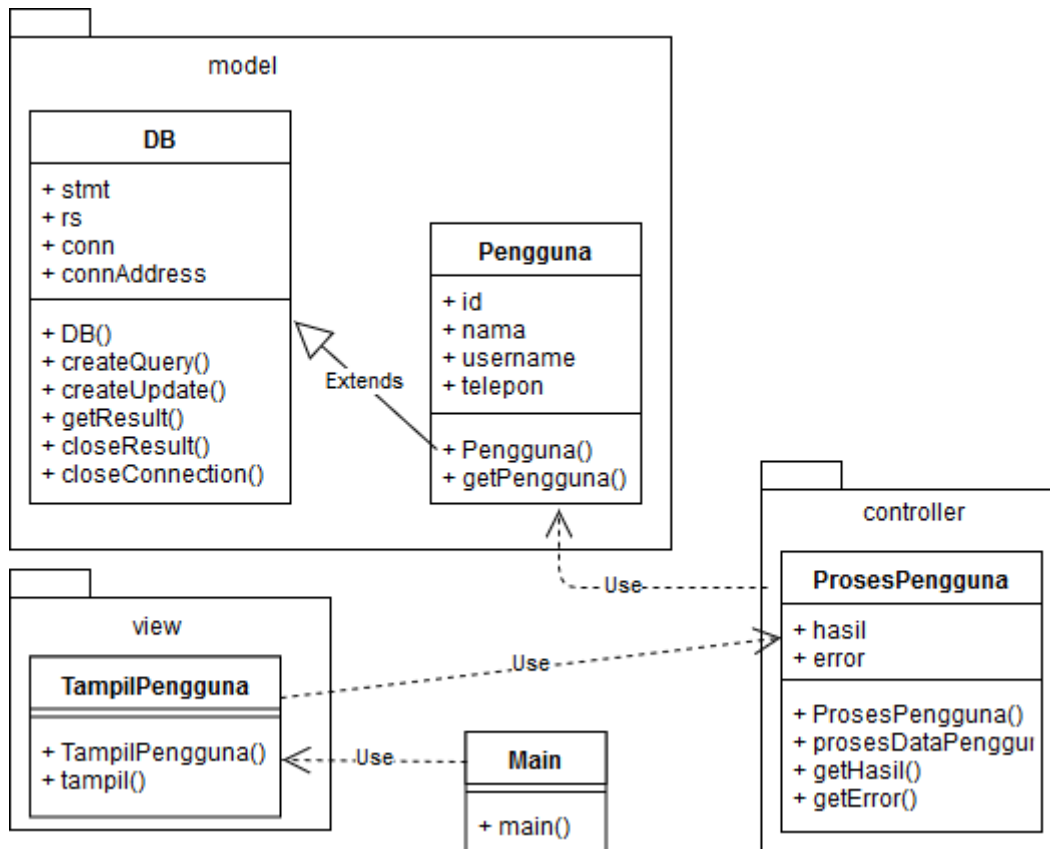 model
DB
+ stmt
+ rs
+ conn
+ connAddress
+ DB()
+ createQuery()
+ createUpdate()
+ getResult()
+ closeResult()
+ closeConnection()
Extends
Pengguna
+ id
+ nama
+ username
+ telepon
+ Pengguna()
+ getPengguna()
Use
controller
ProsesPengguna
+ hasil
+ error
+ ProsesPengguna()
+ prosesDataPenggu
+ getHasil()
+ getError()
view
TampilPengguna
+ TampilPengguna()
+ tampil()
Use
Use
Main
+ main()